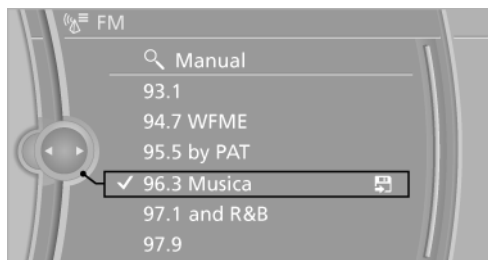 FM
Manual
93.1
94.7 WFME
95.5 by PAT
96.3 Musica
97.1 and R&B
97.9